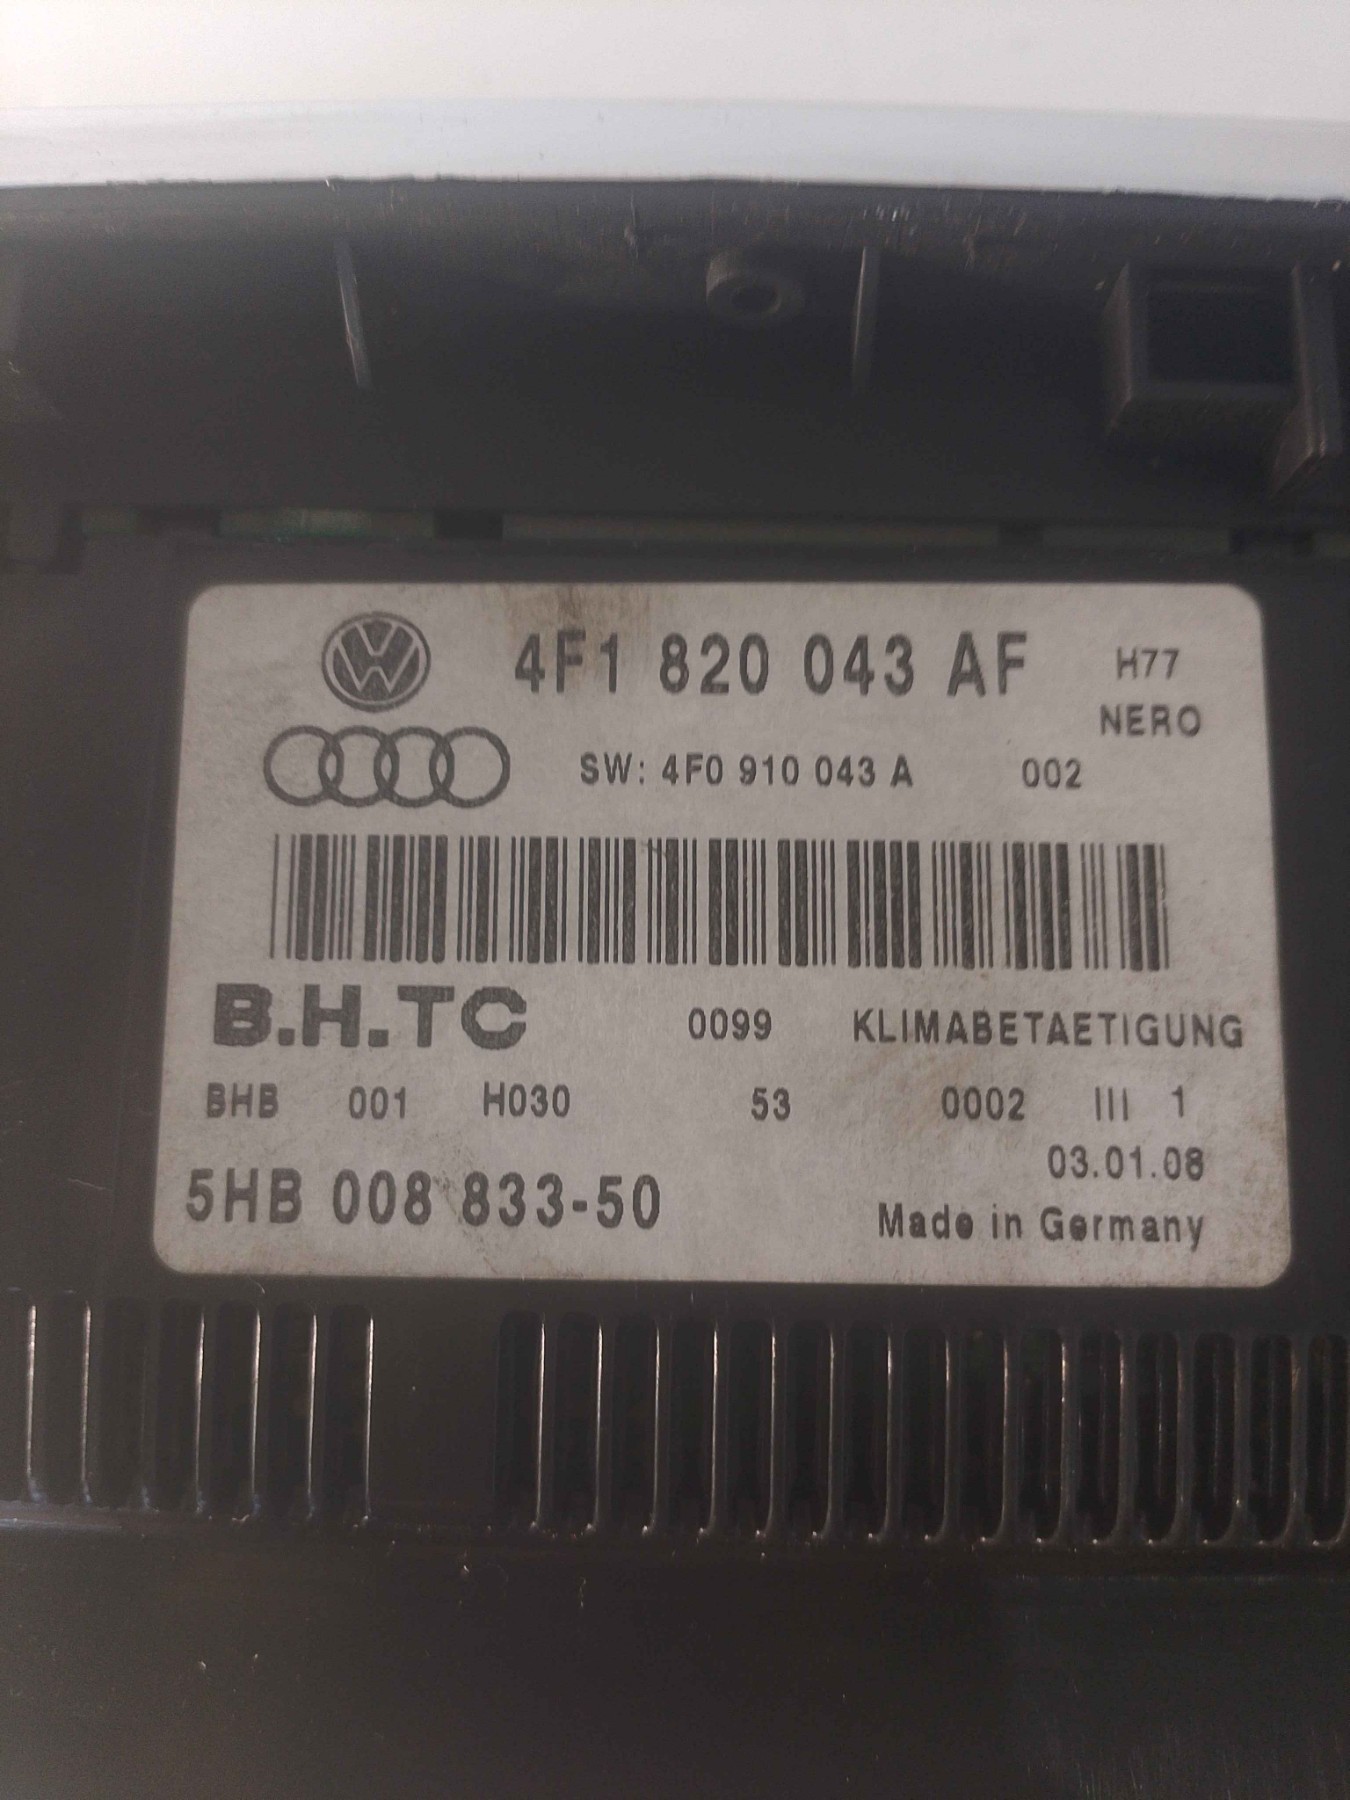 4F1 820 043 AF H77
NERO
SW: 4F0 910 043 A 002
B.H.TC 0099 KLIMABETAETIGUNG
BHB 001 H030 53 0002 III 1
03.01.08
5HB 008 833-50 Made in Germany